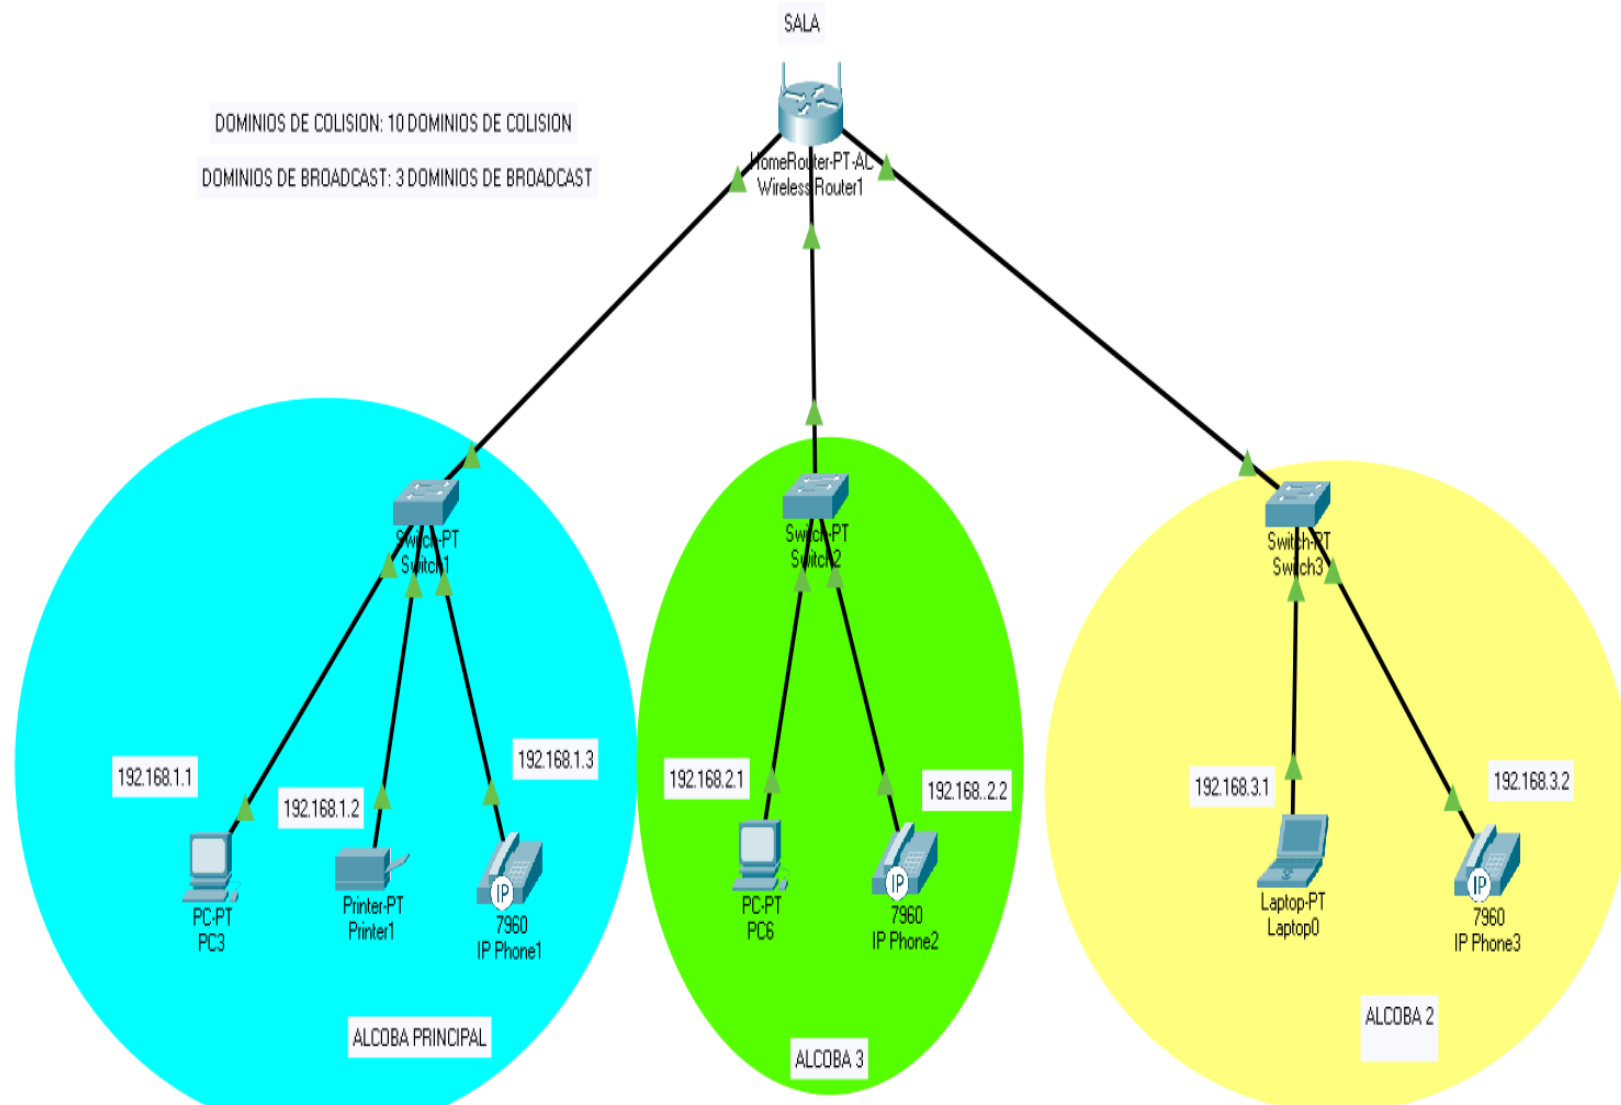 SALA
DOMINIOS DE COLISION: 10 DOMINIOS DE COLISION
DOMINIOS DE BROADCAST: 3 DOMINIOS DE BROADCAST
HomeRouter-PT-AC
Wireless Router1
Switch-PT
Switch1
Switch-PT
Switch2
Switch-PT
Switch3
192.168.1.1
192.168.1.2
192.168.1.3
192.168.2.1
192.168..2.2
192.168.3.1
192.168.3.2
PC-PT
PC3
Printer-PT
Printer1
IP
7960
IP Phone1
PC-PT
PC6
IP
7960
IP Phone2
Laptop-PT
Laptop0
IP
7960
IP Phone3
ALCOBA PRINCIPAL
ALCOBA 3
ALCOBA 2